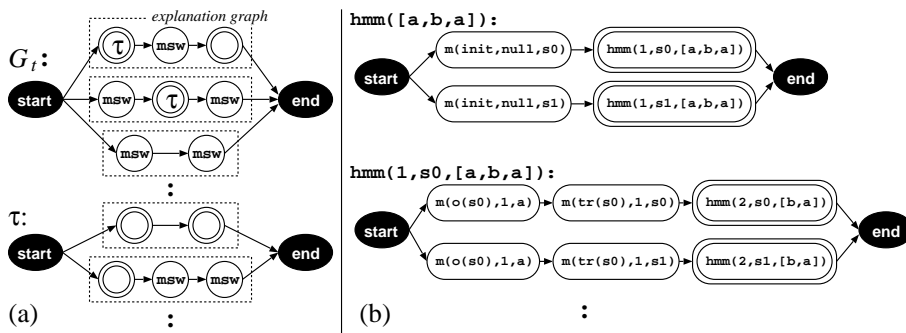 explanation graph
G_t:
τ msw
start end
msw τ msw
msw msw
:
τ:
start end
msw msw
:
(a)
hmm([a,b,a]):
m(init,null,s0) hmm(1,s0,[a,b,a])
start end
m(init,null,s1) hmm(1,s1,[a,b,a])
hmm(1,s0,[a,b,a]):
m(o(s0),1,a) m(tr(s0),1,s0) hmm(2,s0,[b,a])
start end
m(o(s0),1,a) m(tr(s0),1,s1) hmm(2,s1,[b,a])
:
(b)